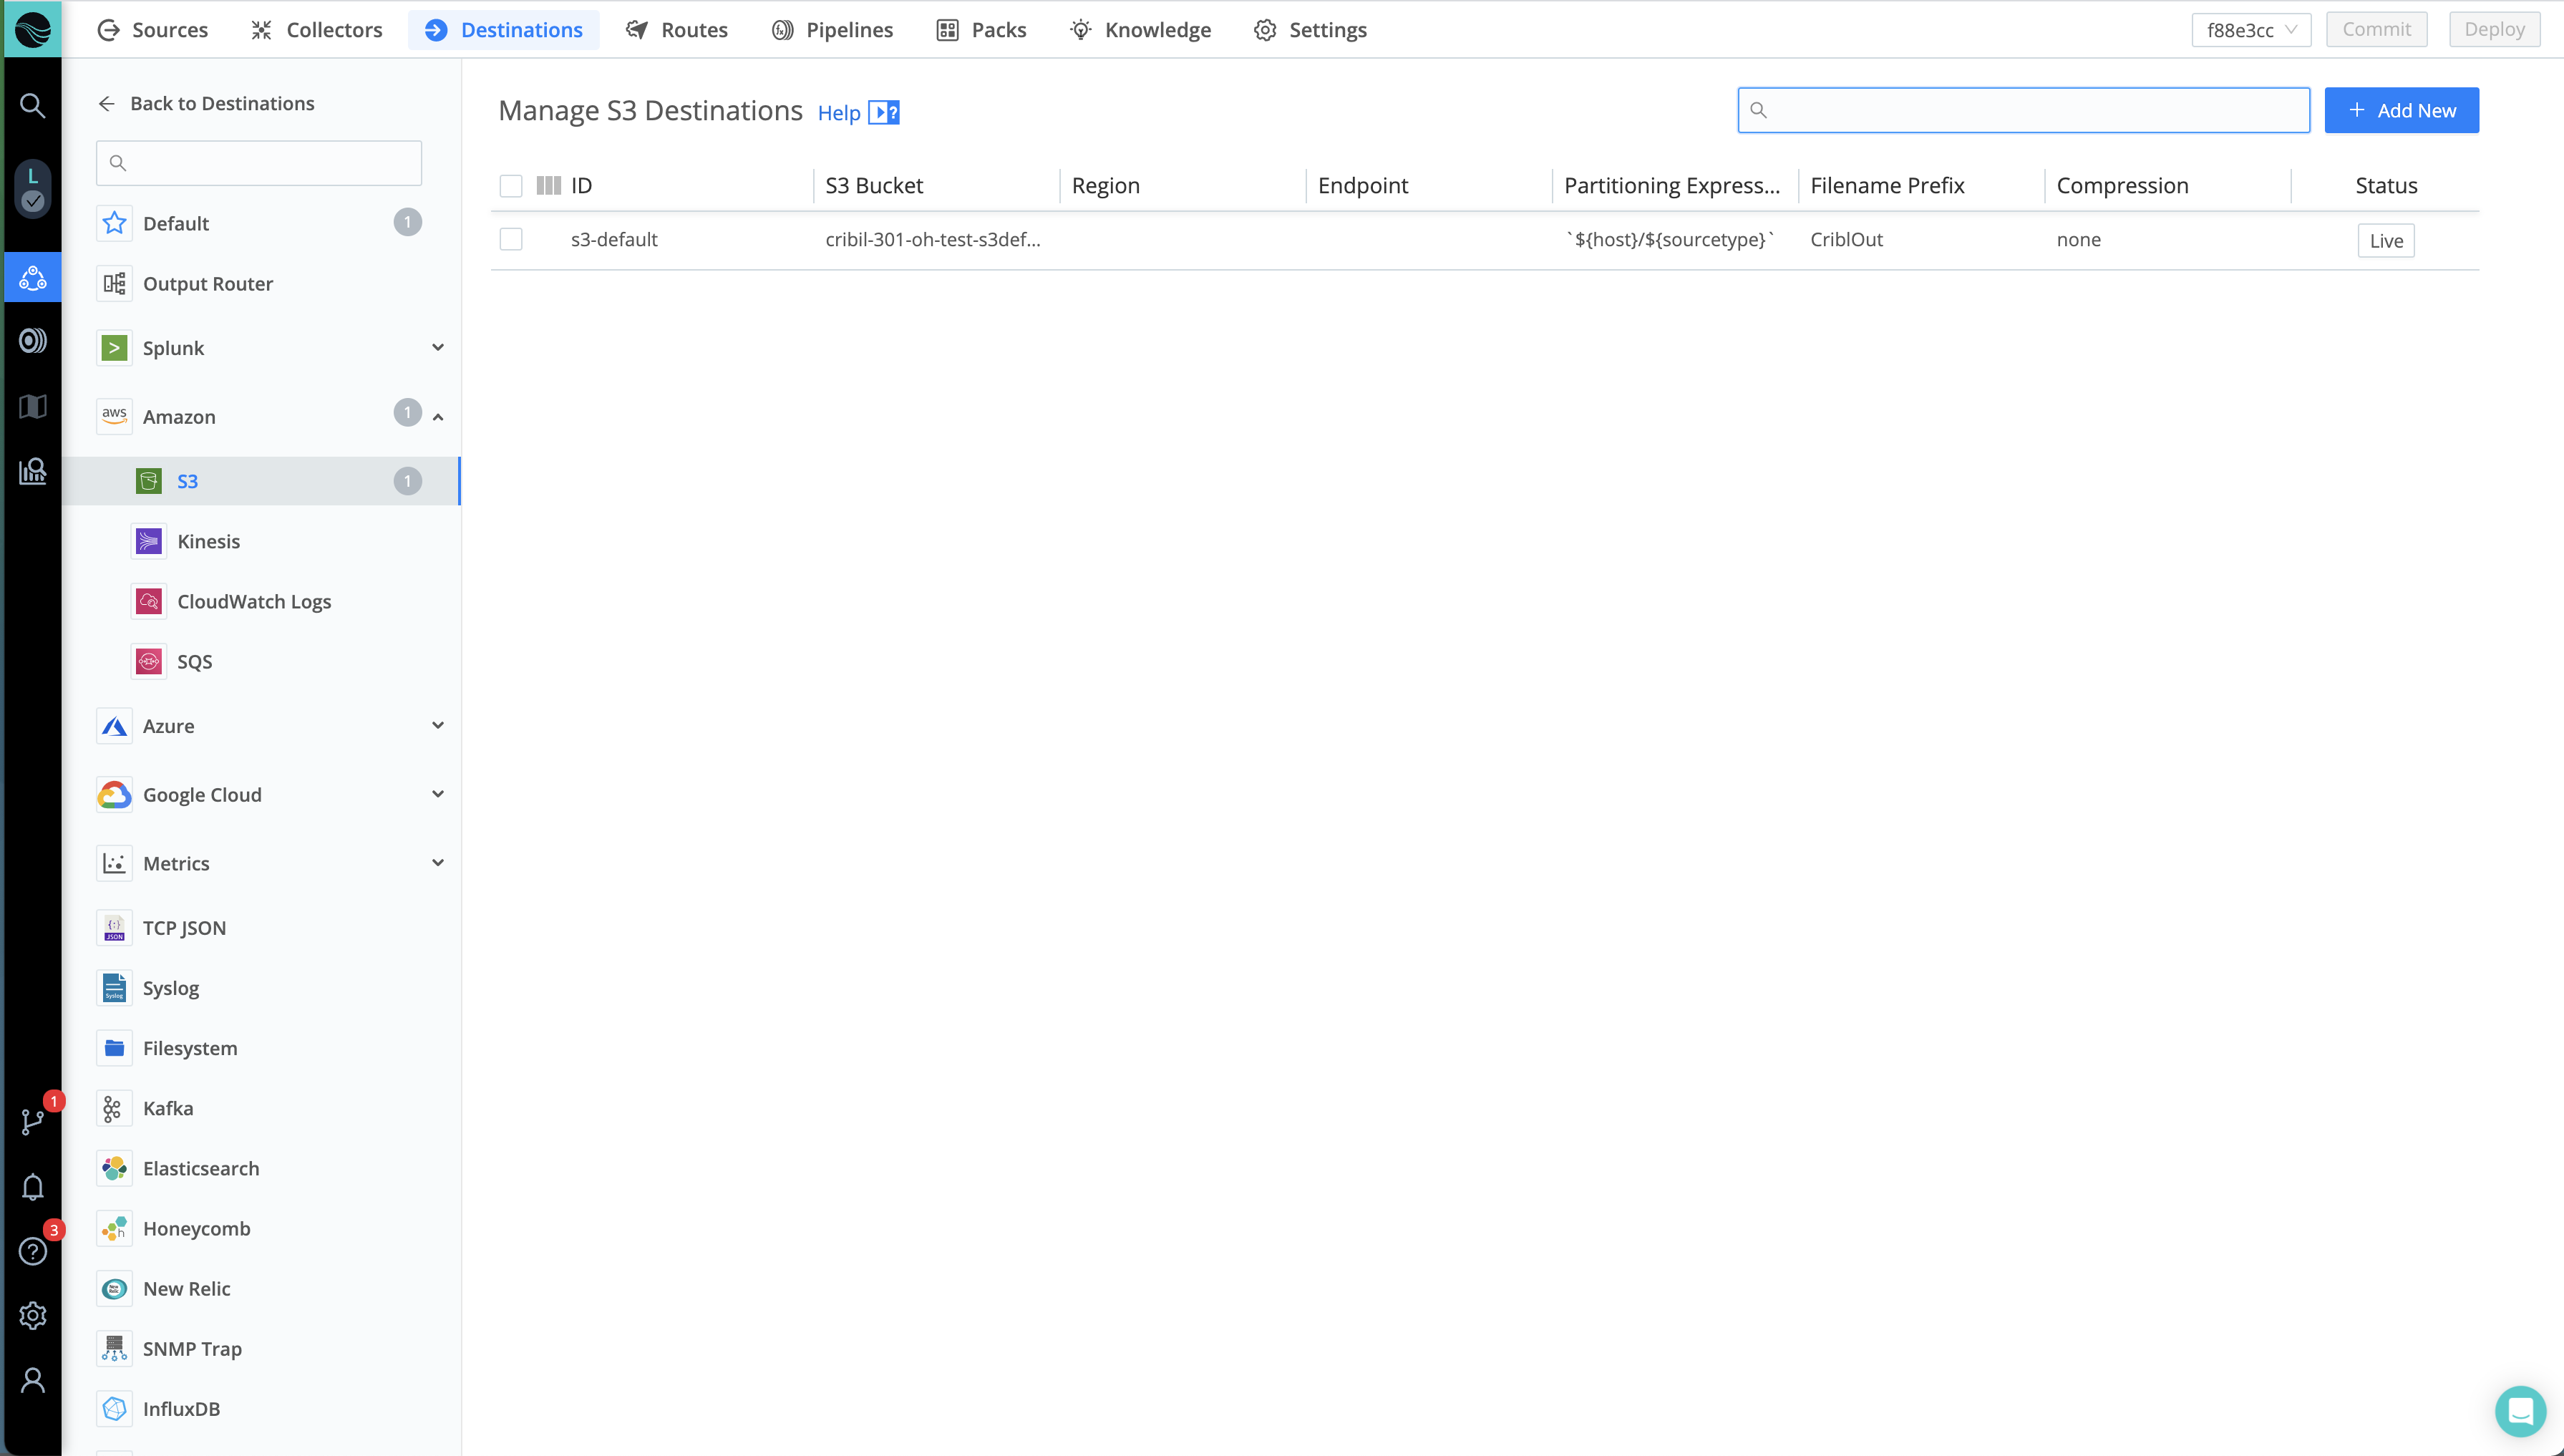 Sources
Collectors
Destinations
Routes
Pipelines
Packs
Knowledge
Settings
f88e3cc
Commit
Deploy
L
Back to Destinations
Default 1
Output Router
Splunk
aws Amazon 1
S3 1
Kinesis
CloudWatch Logs
SQS
Azure
Google Cloud
Metrics
JSON TCP JSON
Syslog Syslog
Filesystem
Kafka
Elasticsearch
h Honeycomb
New Relic
SNMP Trap
InfluxDB
1
3
Manage S3 Destinations Help
+ Add New
ID S3 Bucket Region Endpoint Partitioning Express... Filename Prefix Compression Status
s3-default cribil-301-oh-test-s3def... `${host}/${sourcetype}` CriblOut none Live